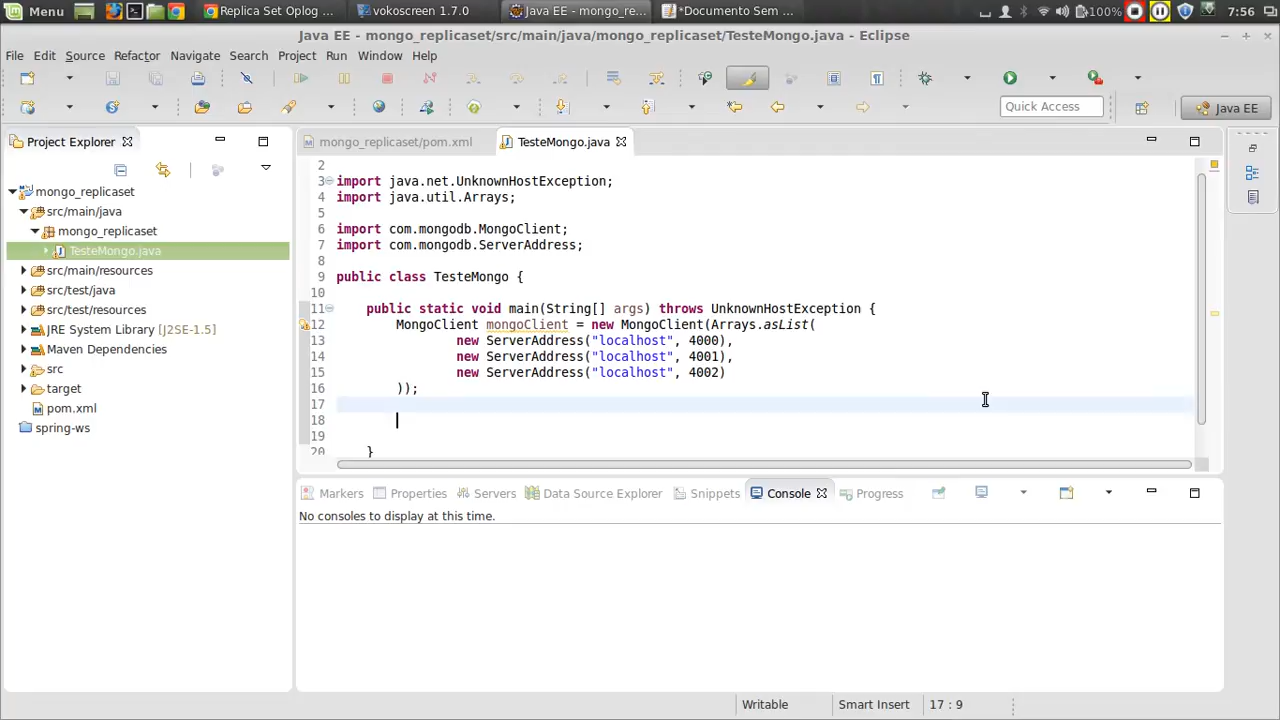 Menu
Replica Set Oplog ...
vokoscreen 1.7.0
Java EE - mongo_re...
*Documento Sem ...
100%
7:56
Java EE - mongo_replicaset/src/main/java/mongo_replicaset/TesteMongo.java - Eclipse
File Edit Source Refactor Navigate Search Project Run Window Help
Quick Access
Java EE
Project Explorer
mongo_replicaset/pom.xml
TesteMongo.java
mongo_replicaset
src/main/java
mongo_replicaset
TesteMongo.java
src/main/resources
src/test/java
src/test/resources
JRE System Library [J2SE-1.5]
Maven Dependencies
src
target
pom.xml
spring-ws
2
3 import java.net.UnknownHostException;
4 import java.util.Arrays;
5
6 import com.mongodb.MongoClient;
7 import com.mongodb.ServerAddress;
8
9 public class TesteMongo {
10
11 public static void main(String[] args) throws UnknownHostException {
12 MongoClient mongoClient = new MongoClient(Arrays.asList(
13 new ServerAddress("localhost", 4000),
14 new ServerAddress("localhost", 4001),
15 new ServerAddress("localhost", 4002)
16 ));
17
18
19
20 }
Markers Properties Servers Data Source Explorer Snippets Console Progress
No consoles to display at this time.
Writable
Smart Insert
17 : 9